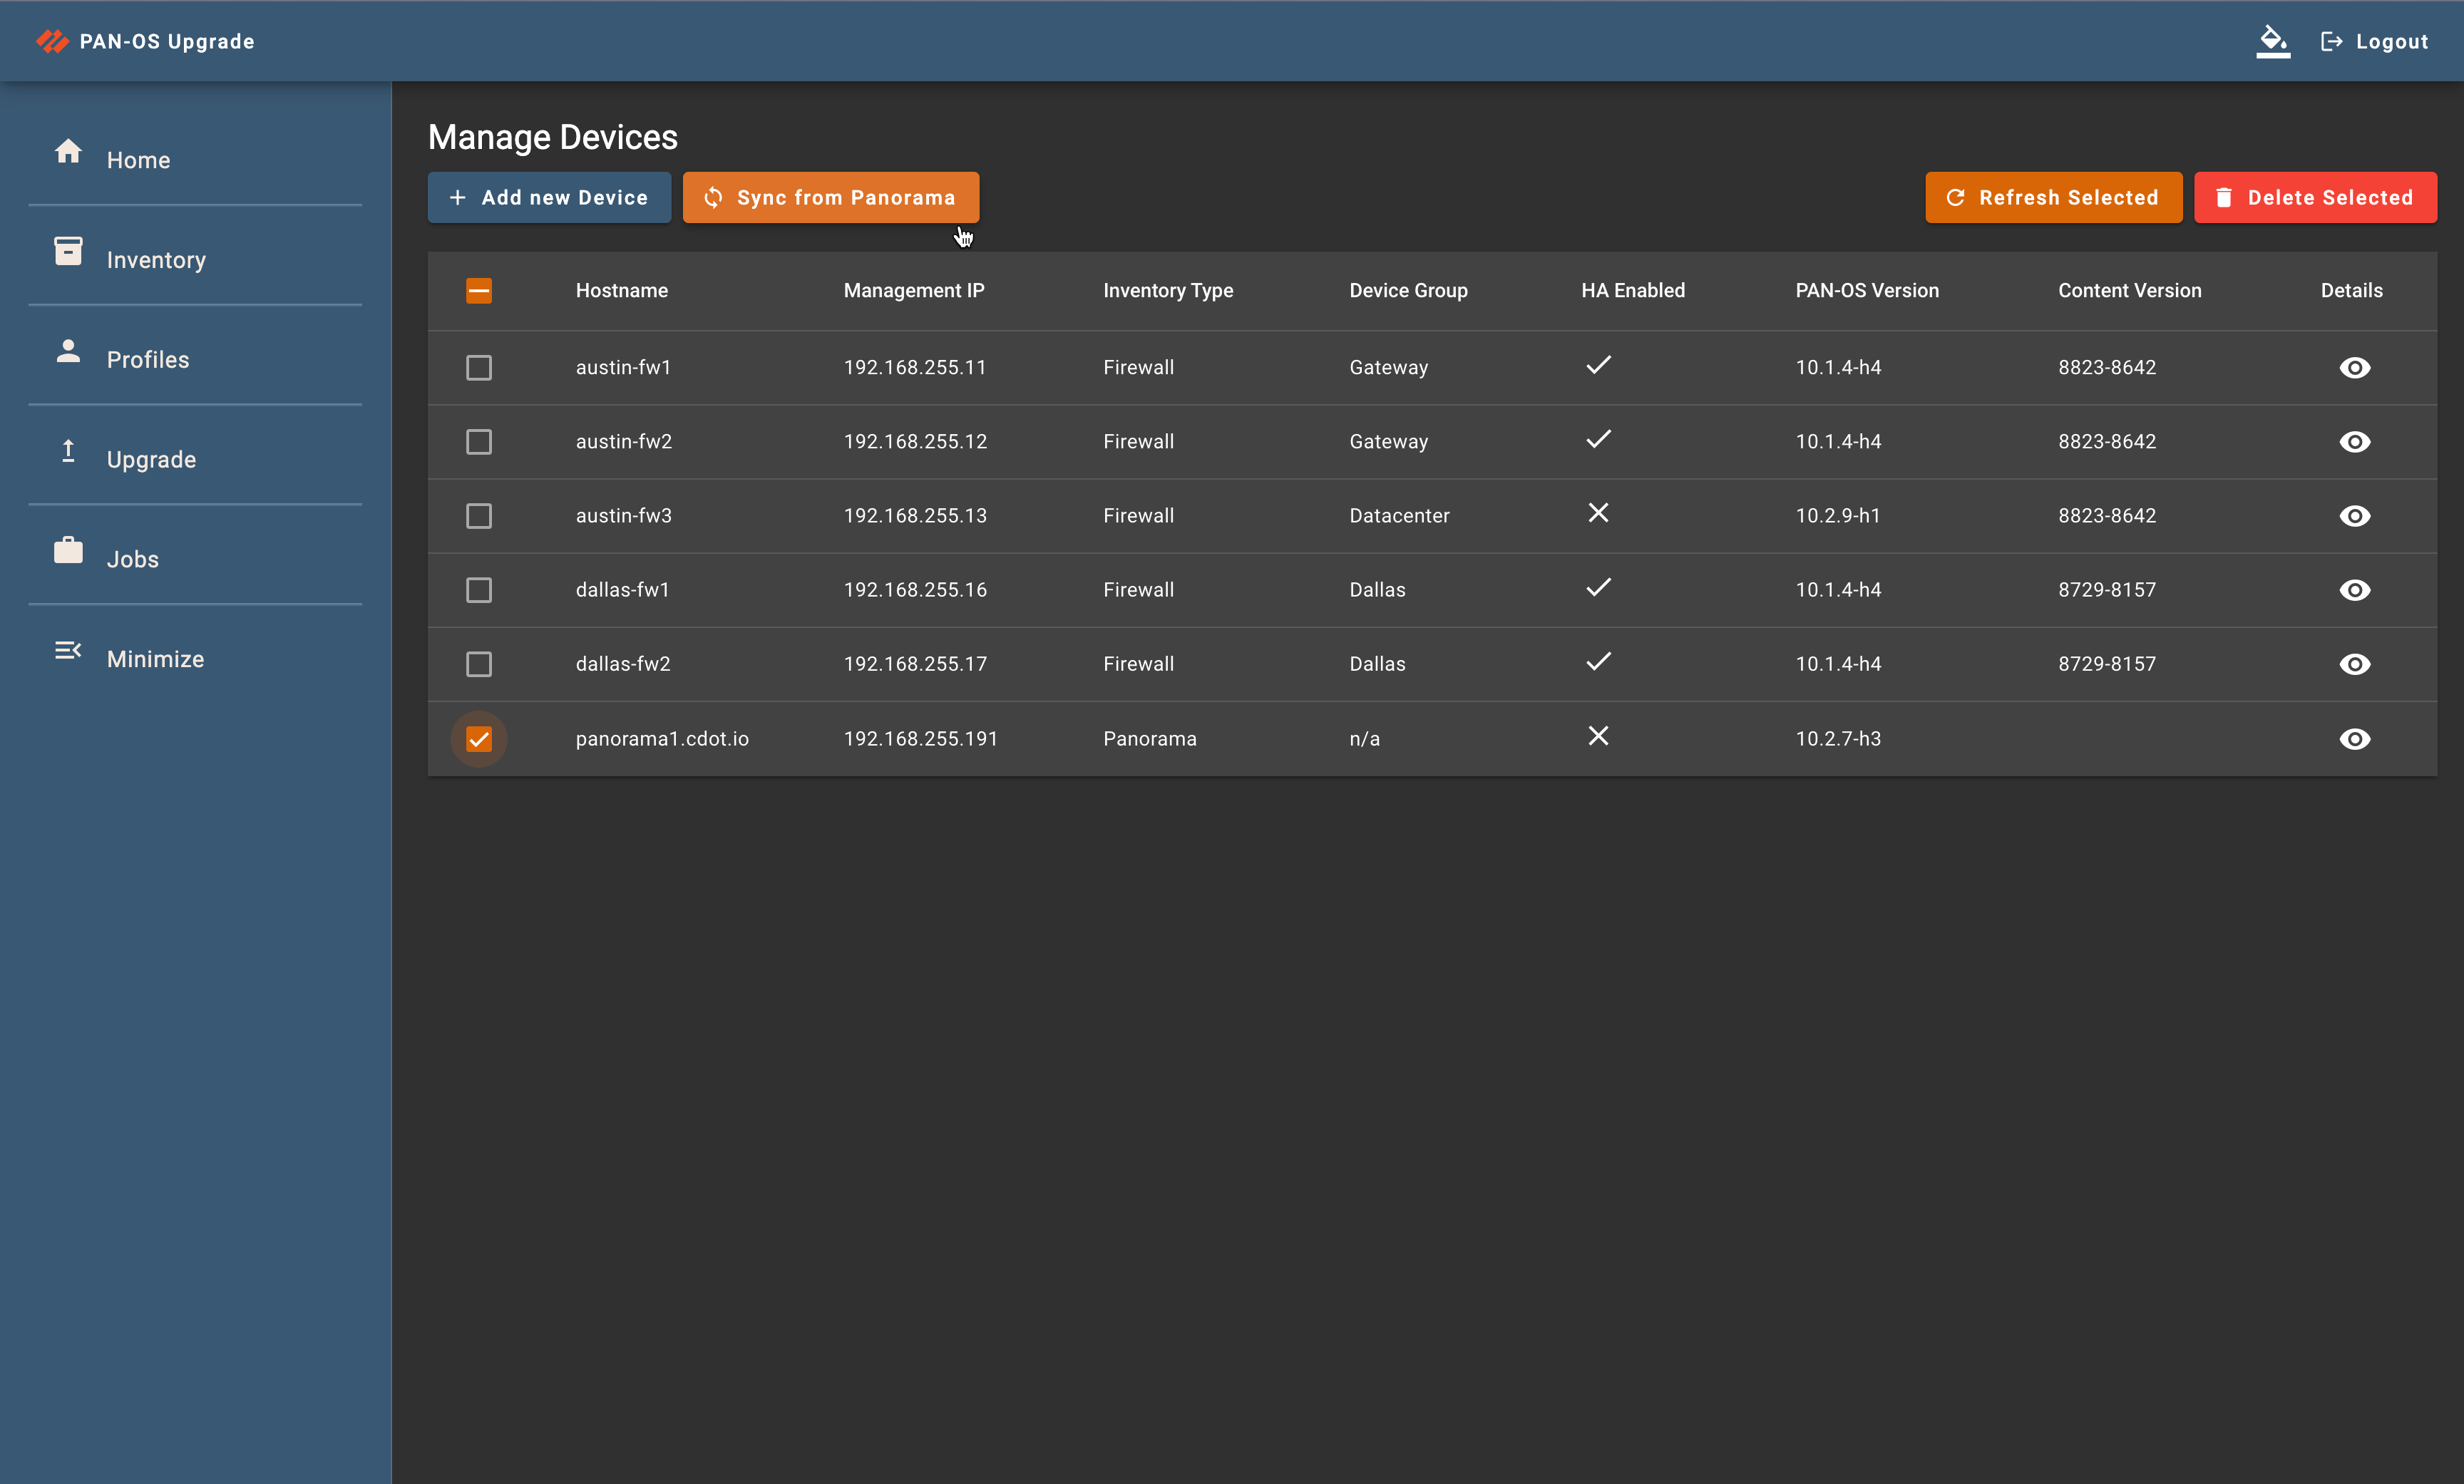 PAN-OS Upgrade
Logout
Home
Inventory
Profiles
Upgrade
Jobs
Minimize
Manage Devices
Add new Device Sync from Panorama Refresh Selected Delete Selected
Hostname Management IP Inventory Type Device Group HA Enabled PAN-OS Version Content Version Details
austin-fw1 192.168.255.11 Firewall Gateway 10.1.4-h4 8823-8642
austin-fw2 192.168.255.12 Firewall Gateway 10.1.4-h4 8823-8642
austin-fw3 192.168.255.13 Firewall Datacenter 10.2.9-h1 8823-8642
dallas-fw1 192.168.255.16 Firewall Dallas 10.1.4-h4 8729-8157
dallas-fw2 192.168.255.17 Firewall Dallas 10.1.4-h4 8729-8157
panorama1.cdot.io 192.168.255.191 Panorama n/a 10.2.7-h3